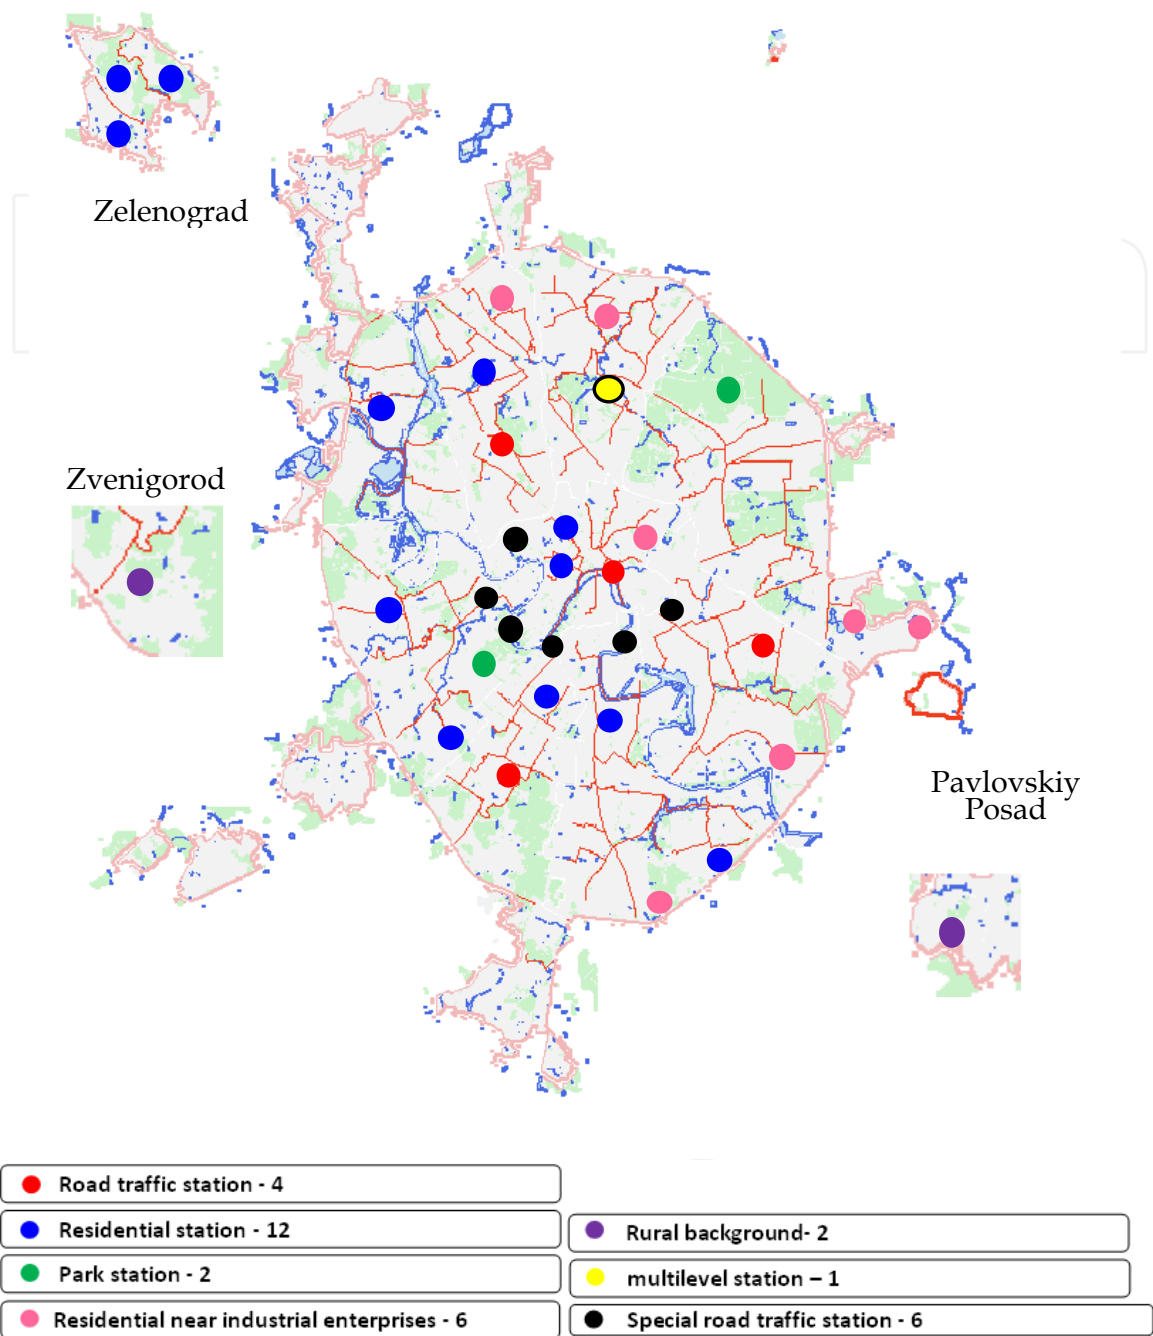 Zelenograd
Zvenigorod
Pavlovskiy
Posad
Road traffic station - 4
Residential station - 12
Rural background- 2
Park station - 2
multilevel station – 1
Residential near industrial enterprises - 6
Special road traffic station - 6